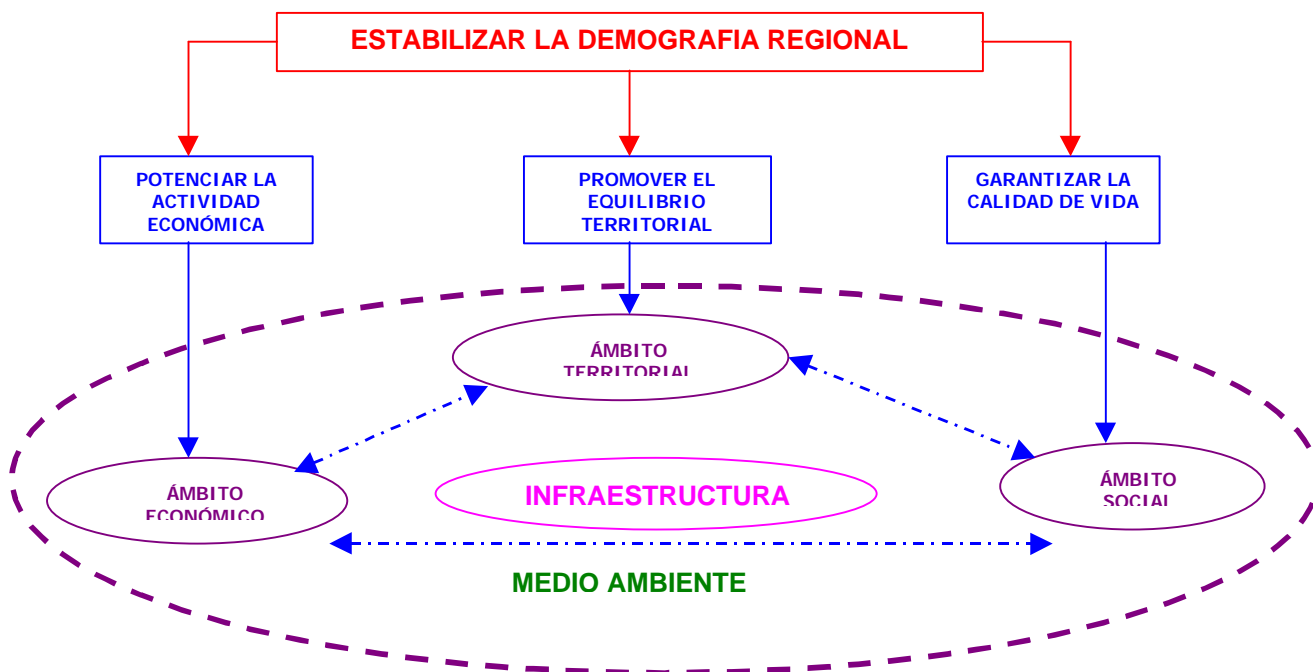 ESTABILIZAR LA DEMOGRAFIA REGIONAL
POTENCIAR LA
ACTIVIDAD
ECONÓMICA
PROMOVER EL
EQUILIBRIO
TERRITORIAL
GARANTIZAR LA
CALIDAD DE VIDA
ÁMBITO
TERRITORIAL
ÁMBITO
ECONÓMICO
INFRAESTRUCTURA
ÁMBITO
SOCIAL
MEDIO AMBIENTE